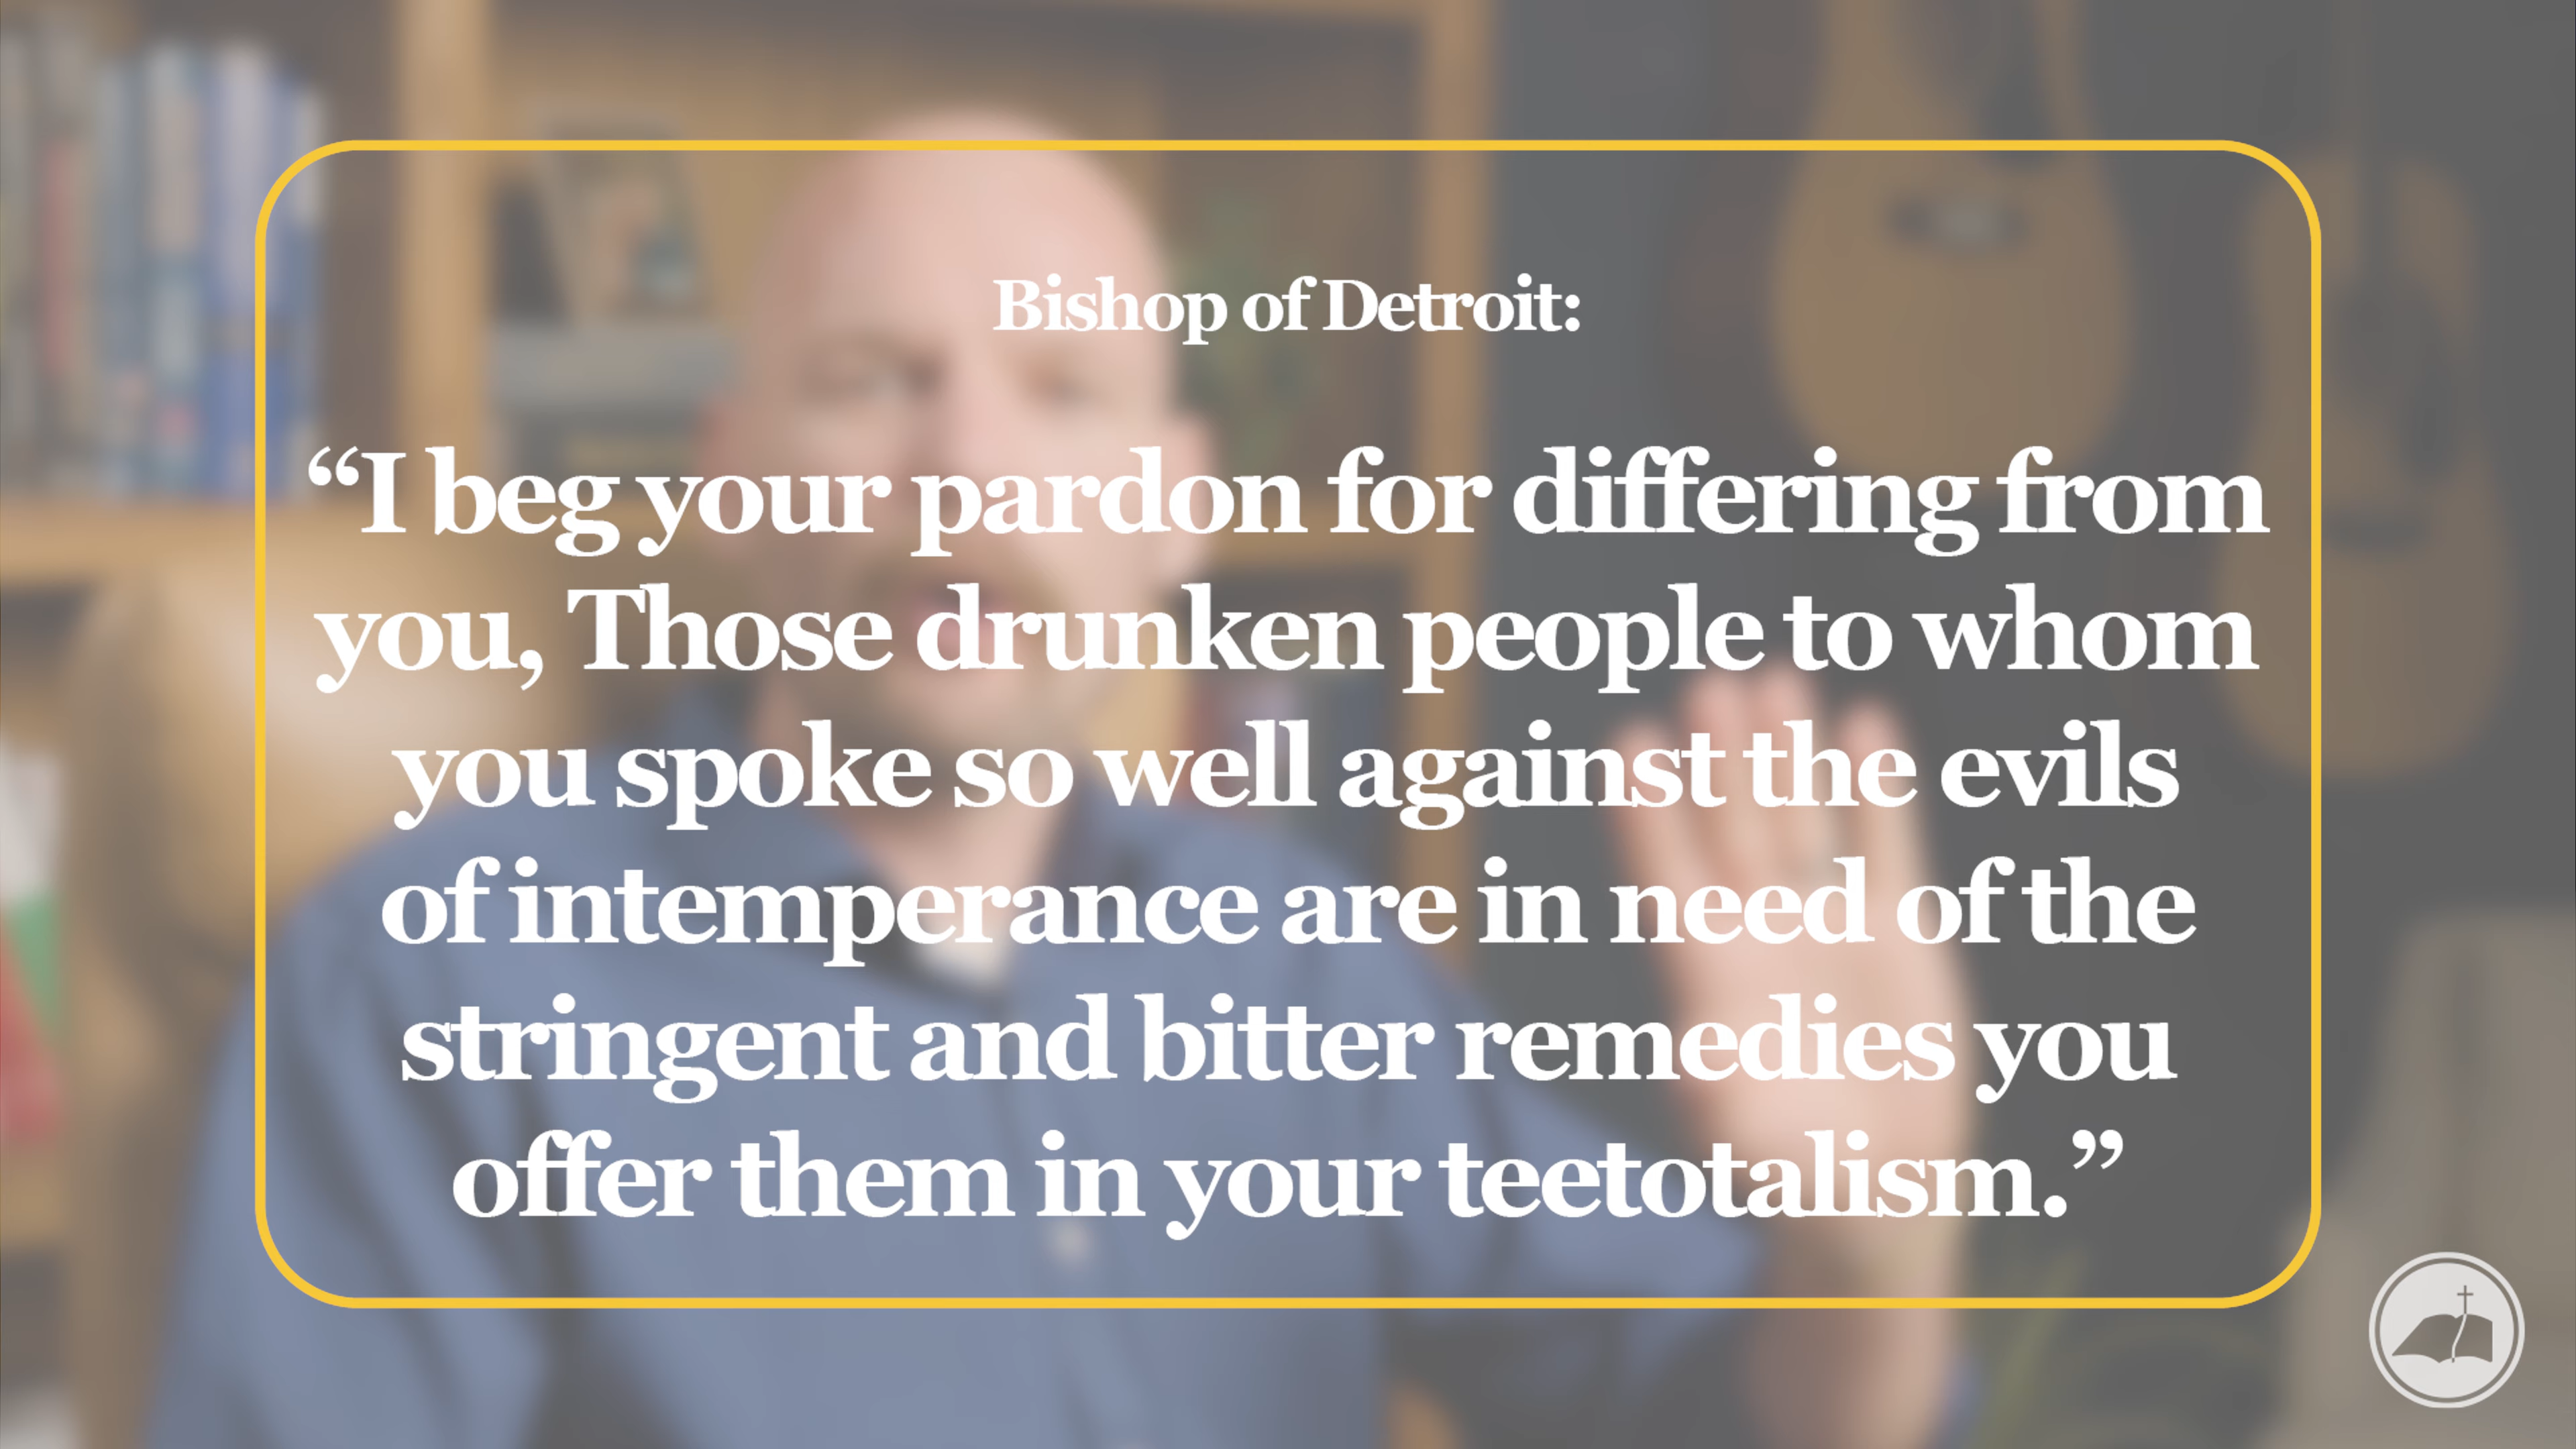 Bishop of Detroit:
“I beg your pardon for differing from
you, Those drunken people to whom
you spoke so well against the evils
of intemperance are in need of the
stringent and bitter remedies you
offer them in your teetotalism.”